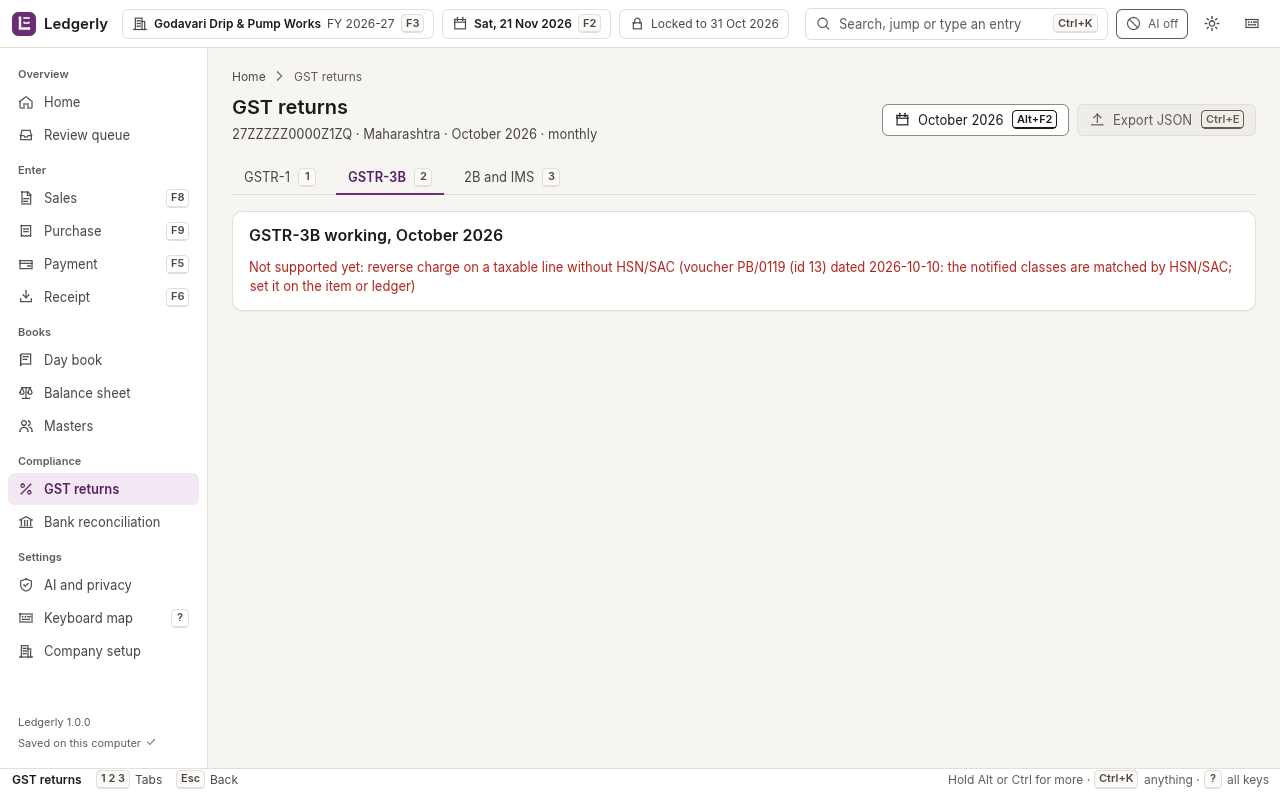 Ledgerly
Godavari Drip & Pump Works FY 2026-27 F3
Sat, 21 Nov 2026 F2
Locked to 31 Oct 2026
Search, jump or type an entry Ctrl+K
AI off
Overview
Home
Review queue
Enter
Sales F8
Purchase F9
Payment F5
Receipt F6
Books
Day book
Balance sheet
Masters
Compliance
GST returns
Bank reconciliation
Settings
AI and privacy
Keyboard map ?
Company setup
Ledgerly 1.0.0
Saved on this computer
Home GST returns
GST returns
27ZZZZZ0000Z1ZQ · Maharashtra · October 2026 · monthly
October 2026 Alt+F2
Export JSON Ctrl+E
GSTR-1 1 GSTR-3B 2 2B and IMS 3
GSTR-3B working, October 2026
Not supported yet: reverse charge on a taxable line without HSN/SAC (voucher PB/0119 (id 13) dated 2026-10-10: the notified classes are matched by HSN/SAC;
set it on the item or ledger)
GST returns 1 2 3 Tabs Esc Back
Hold Alt or Ctrl for more · Ctrl+K anything · ? all keys